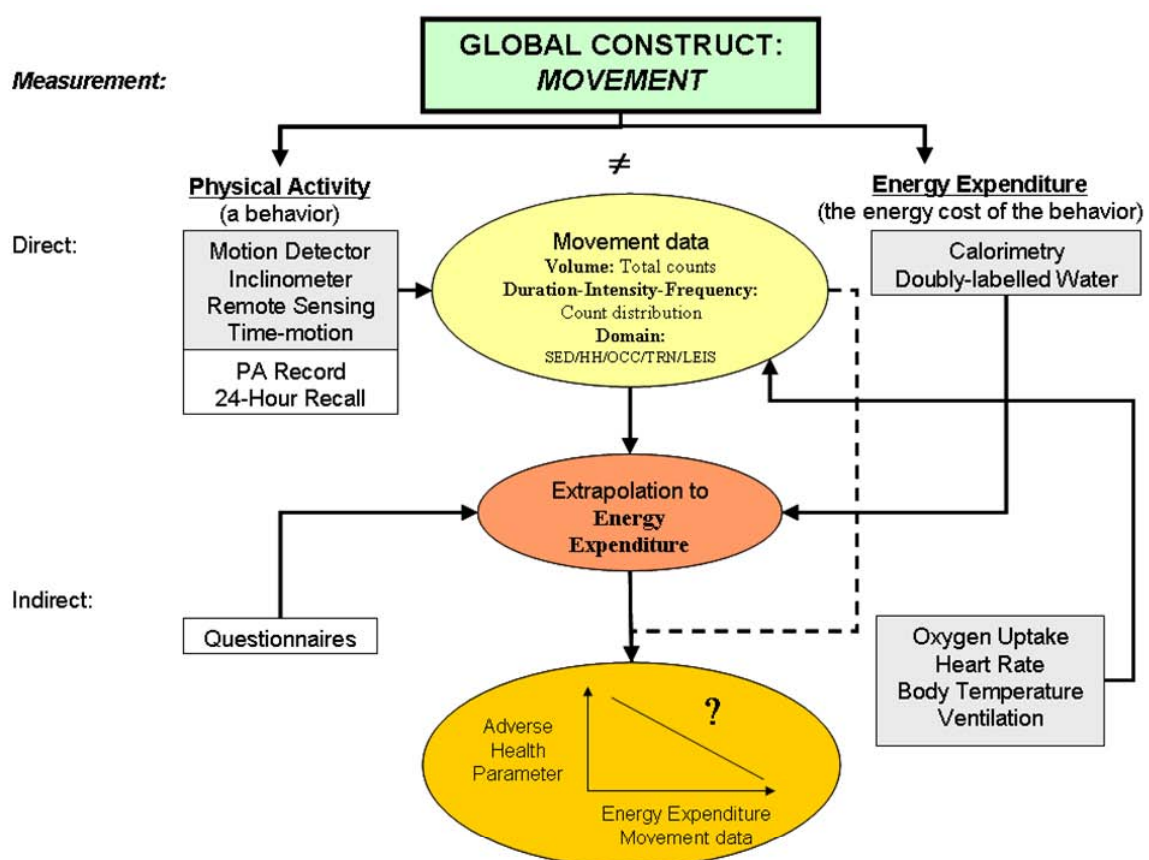 GLOBAL CONSTRUCT:
MOVEMENT
Measurement:
≠
Physical Activity
(a behavior)
Energy Expenditure
(the energy cost of the behavior)
Direct:
Motion Detector
Inclinometer
Remote Sensing
Time-motion
PA Record
24-Hour Recall
Movement data
Volume: Total counts
Duration-Intensity-Frequency:
Count distribution
Domain:
SED/HH/OCC/TRN/LEIS
Calorimetry
Doubly-labelled Water
Extrapolation to
Energy
Expenditure
Indirect:
Questionnaires
Oxygen Uptake
Heart Rate
Body Temperature
Ventilation
?
Adverse
Health
Parameter
Energy Expenditure
Movement data